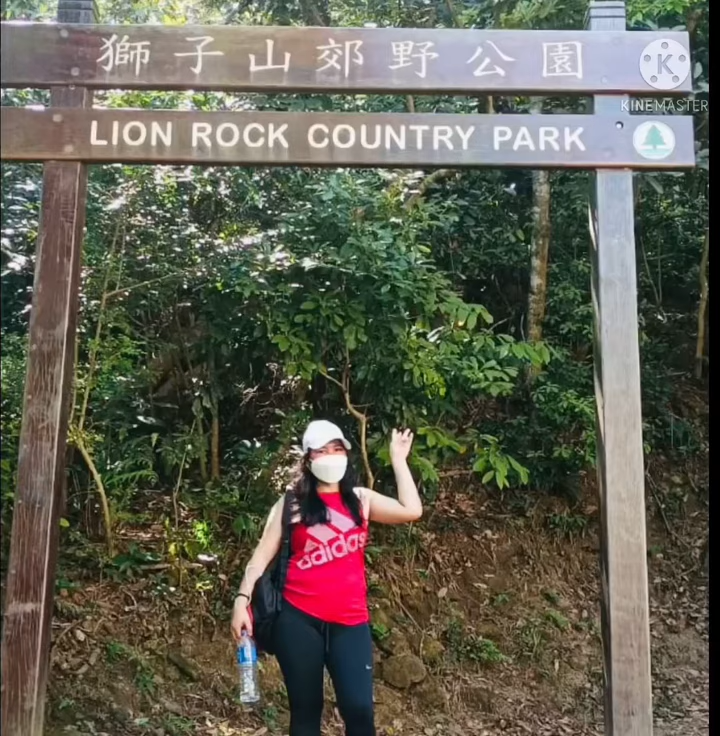 獅子山郊野公園
LION ROCK COUNTRY PARK
K
KINEMASTER
adidas